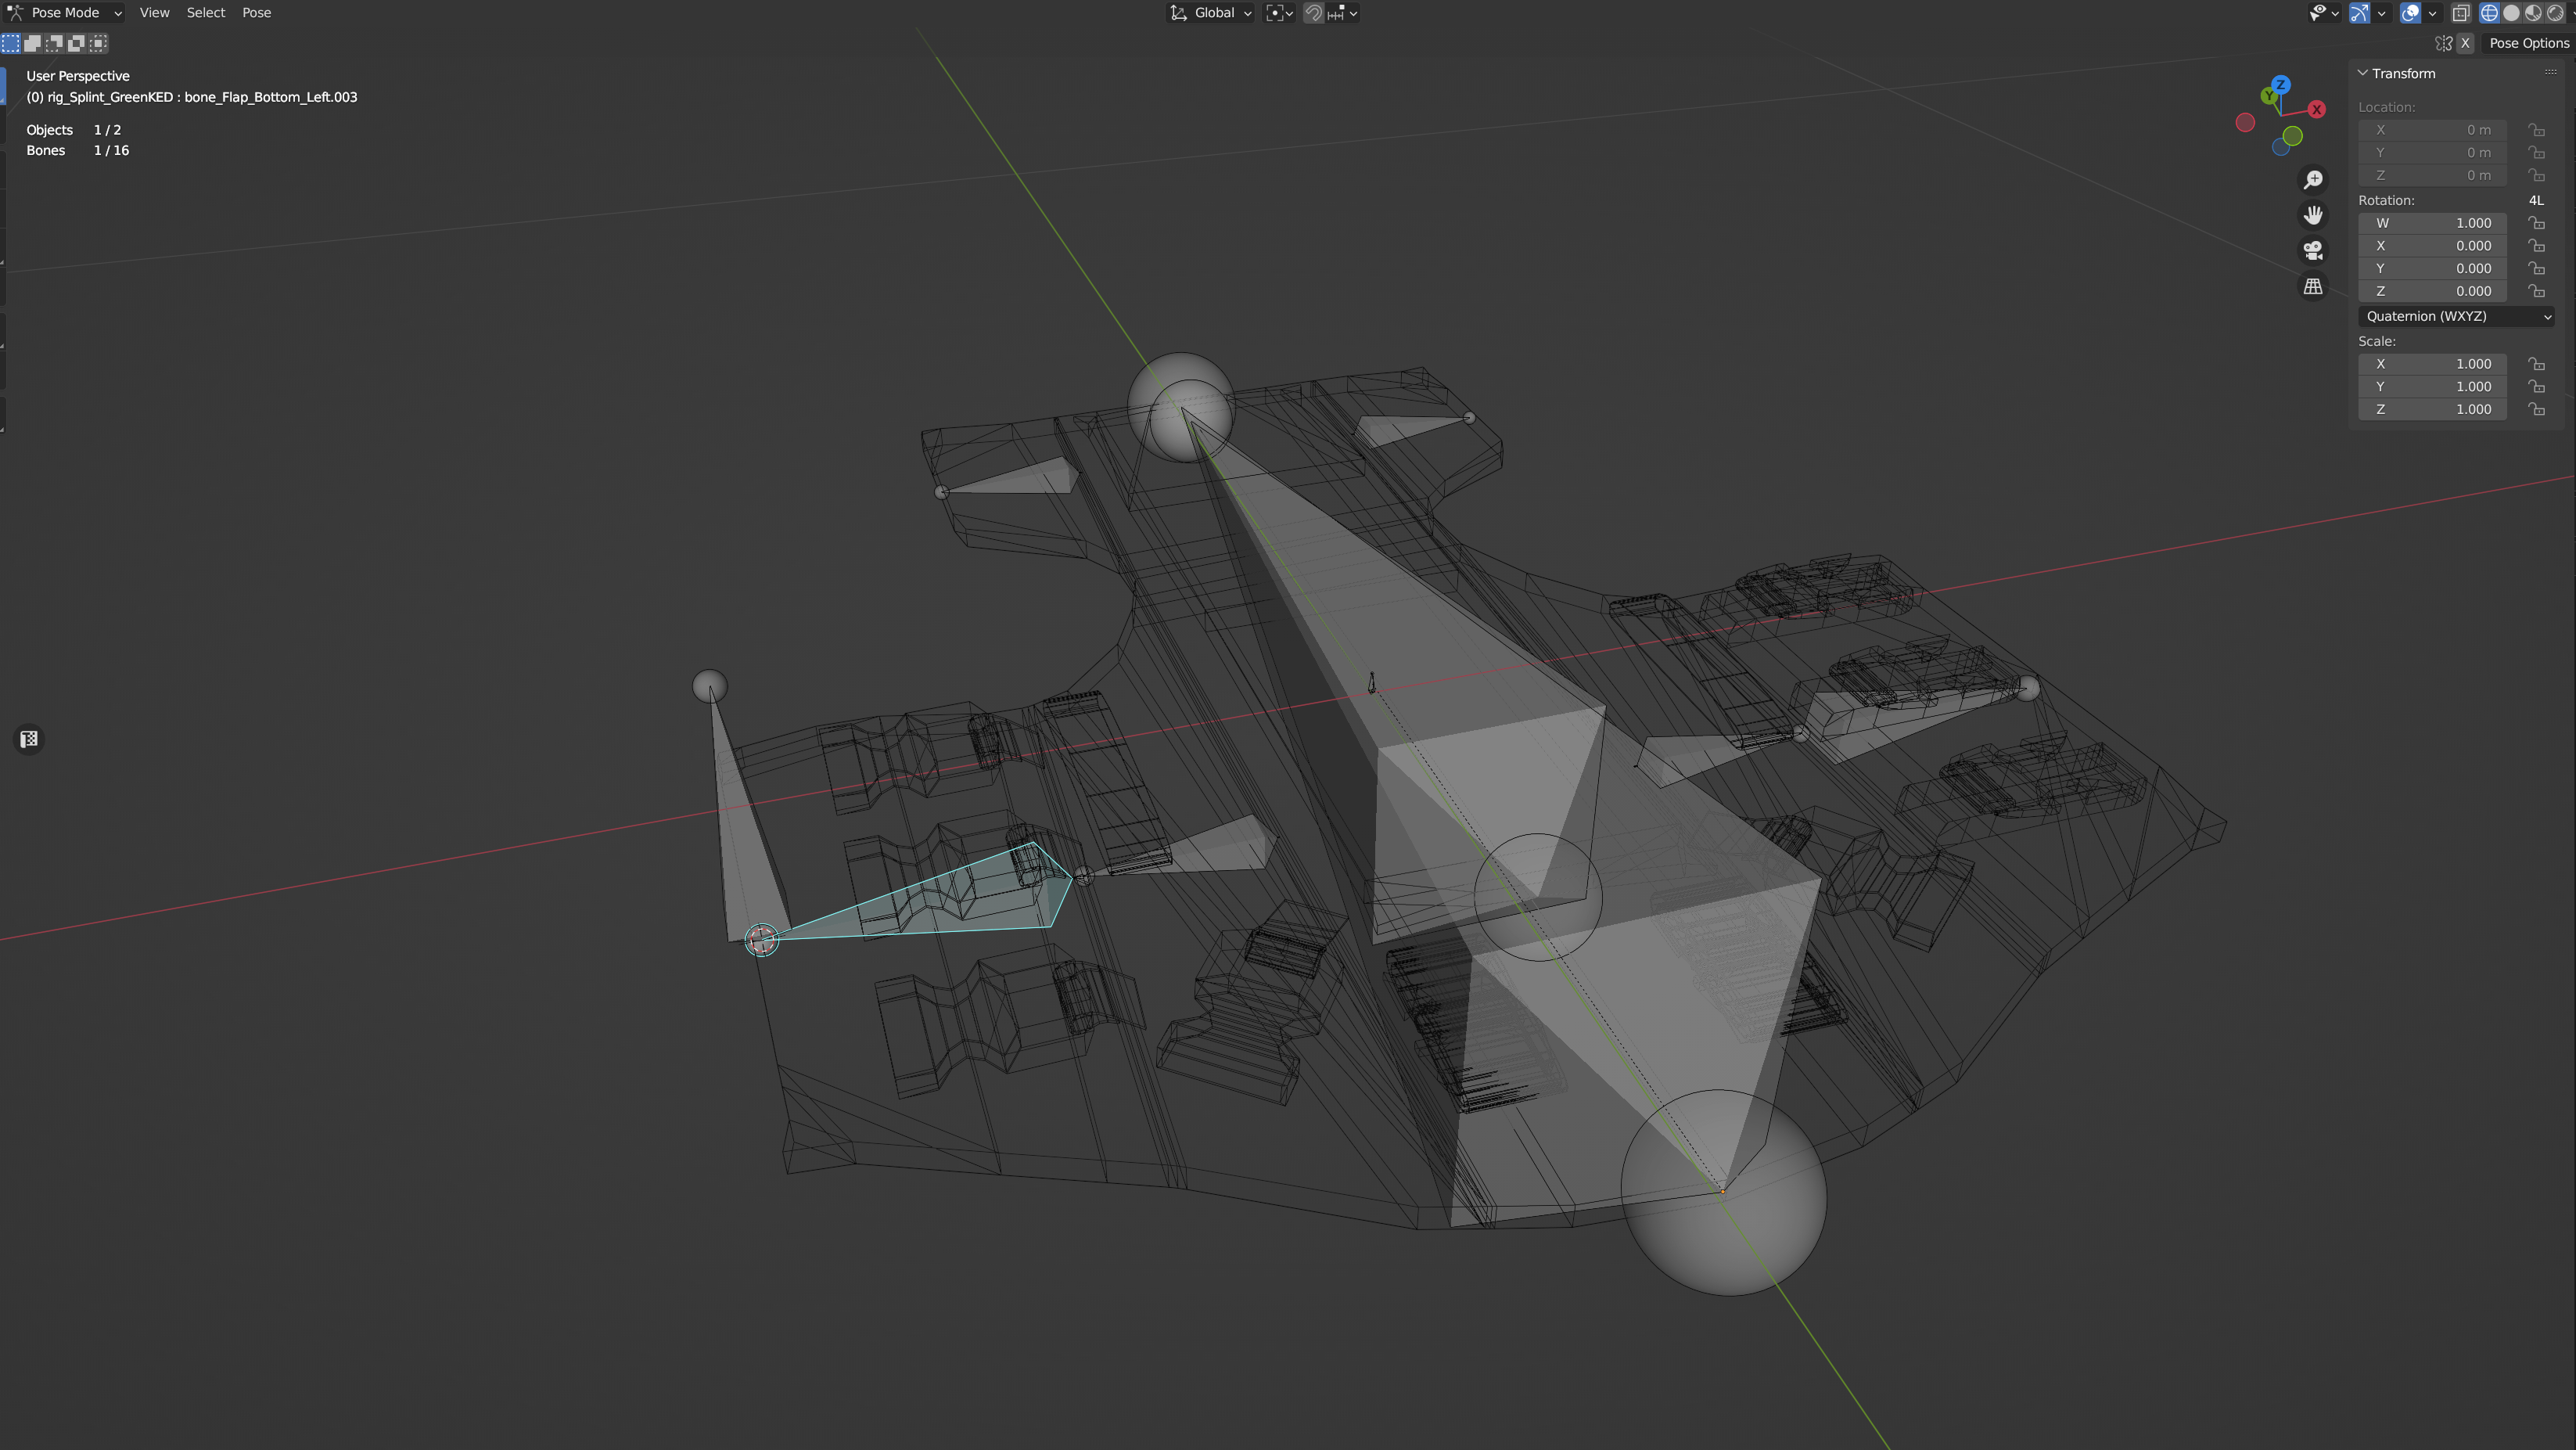 Pose Mode View Select Pose Global
X Pose Options
User Perspective
(0) rig_Splint_GreenKED : bone_Flap_Bottom_Left.003
Objects 1 / 2
Bones 1 / 16
Z
Y
X
Transform
Location:
X 0 m
Y 0 m
Z 0 m
Rotation: 4L
W 1.000
X 0.000
Y 0.000
Z 0.000
Quaternion (WXYZ)
Scale:
X 1.000
Y 1.000
Z 1.000